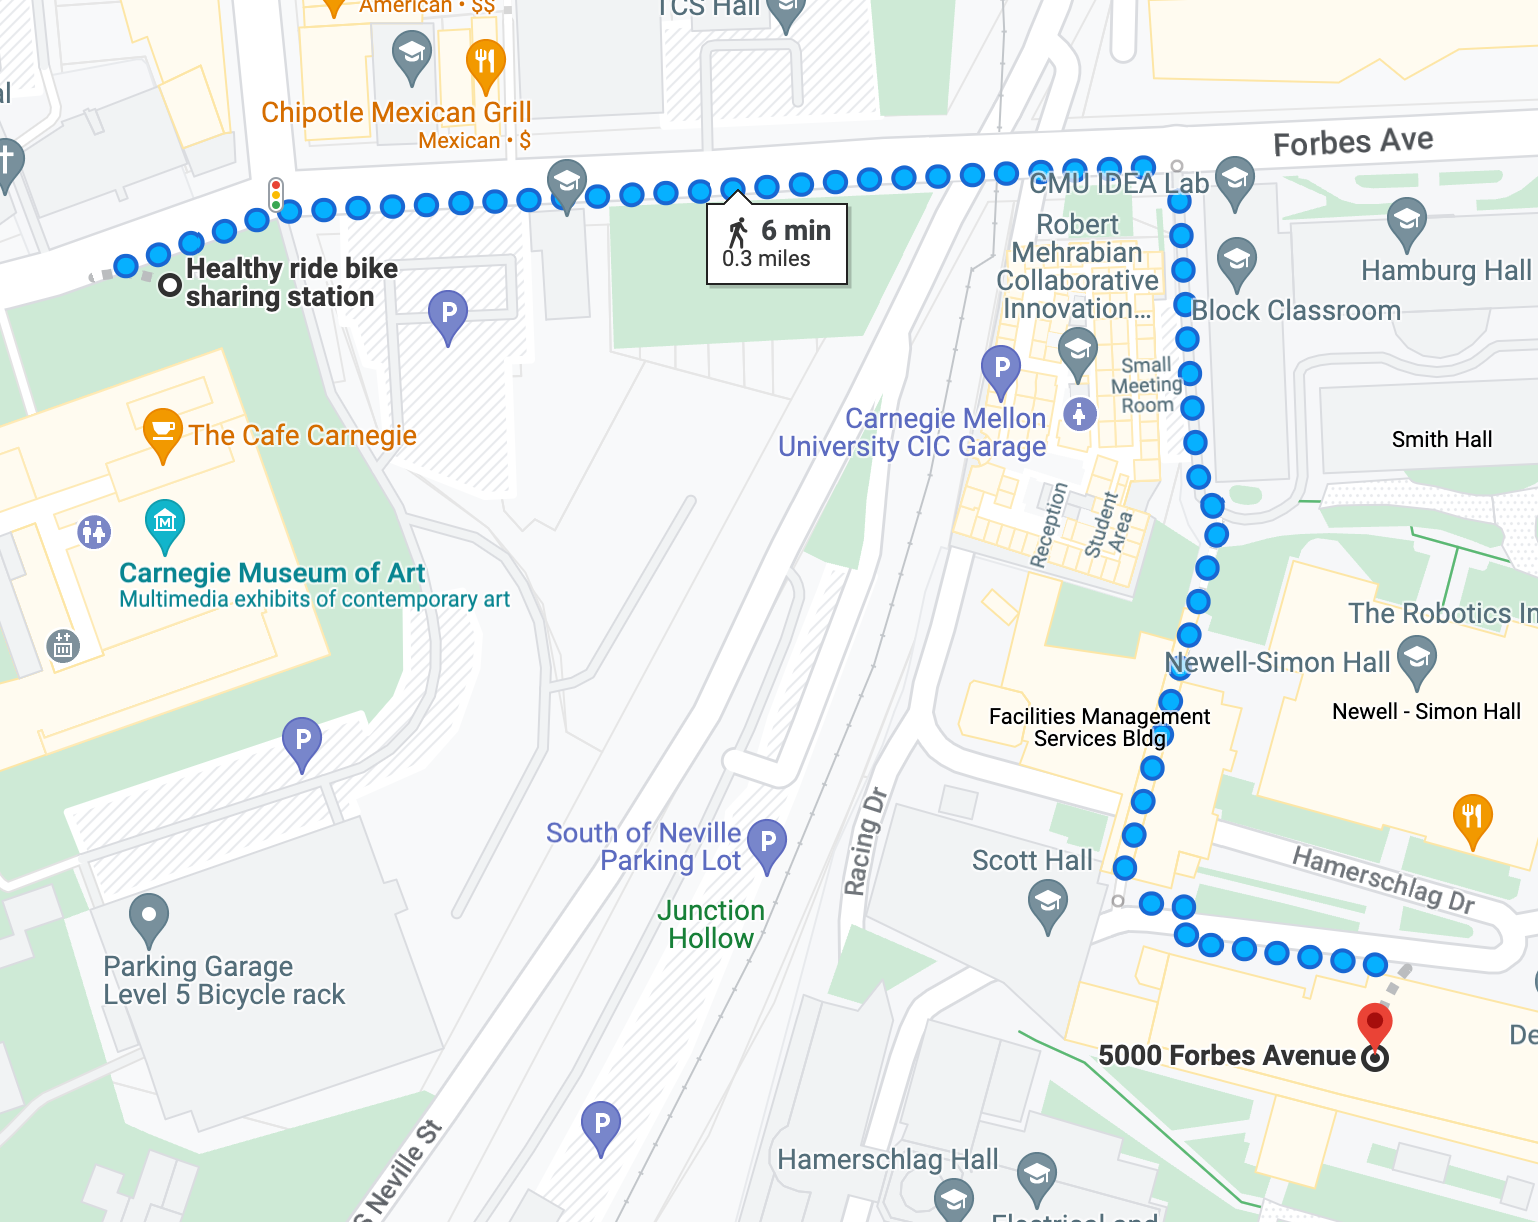 American • $$
TCS Hall
al
Chipotle Mexican Grill
Mexican • $
Forbes Ave
CMU IDEA Lab
6 min
0.3 miles
Robert
Mehrabian
Collaborative
Innovation...
Hamburg Hall
Healthy ride bike
sharing station
P
Block Classroom
P
Small
Meeting
Room
Carnegie Mellon
University CIC Garage
The Cafe Carnegie
Smith Hall
M
Reception
Student
Area
Carnegie Museum of Art
Multimedia exhibits of contemporary art
The Robotics In
Newell-Simon Hall
Newell - Simon Hall
Facilities Management
Services Bldg
P
Racing Dr
South of Neville
Parking Lot
P
Scott Hall
Hamerschlag Dr
Junction
Hollow
Parking Garage
Level 5 Bicycle rack
De
5000 Forbes Avenue
P
S Neville St
Hamerschlag Hall
Electrical and